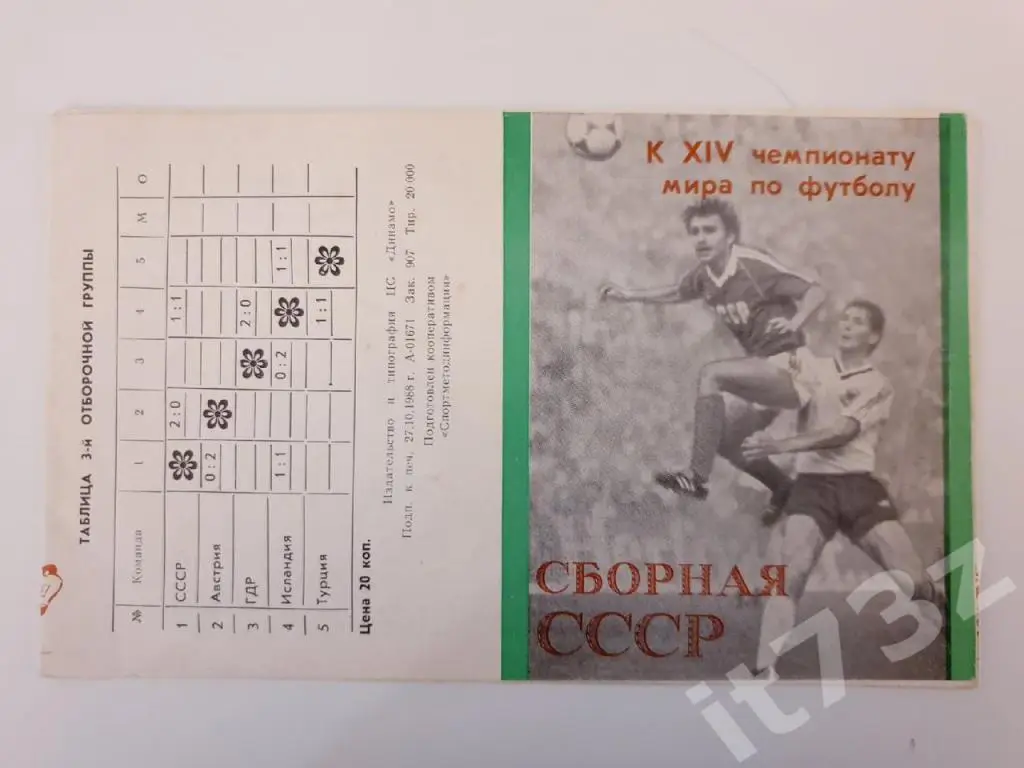 ТАБЛИЦА 3-й ОТБОРОЧНОЙ ГРУППЫ
№ Команда 1 2 3 4 5 М О
1 СССР 2:0 1:1
2 Австрия 0:2
3 ГДР 2:0
4 Исландия 1:1 0:2 1:1
5 Турция 1:1
Цена 20 коп.
Издательство и типография ЦС «Динамо»
Подп. к печ. 27.10.1988 г. А-01671 Зак. 907 Тир. 20 000
Подготовлен кооперативом
«Спортметодинформация»
К XIV чемпионату
мира по футболу
СБОРНАЯ
СССР
it73z